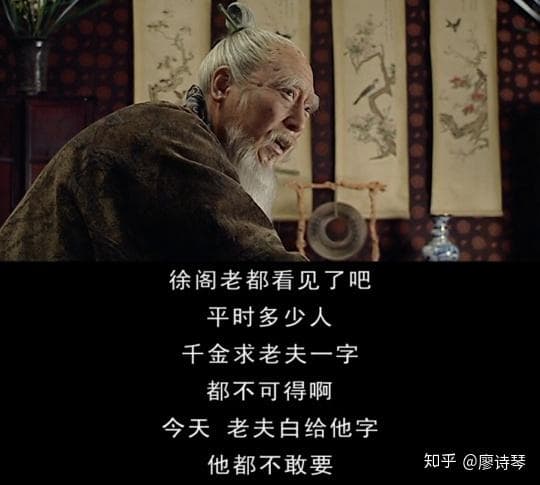 徐阁老都看见了吧
平时多少人
千金求老夫一字
都不可得啊
今天 老夫白给他字
他都不敢要
知乎 @廖诗琴